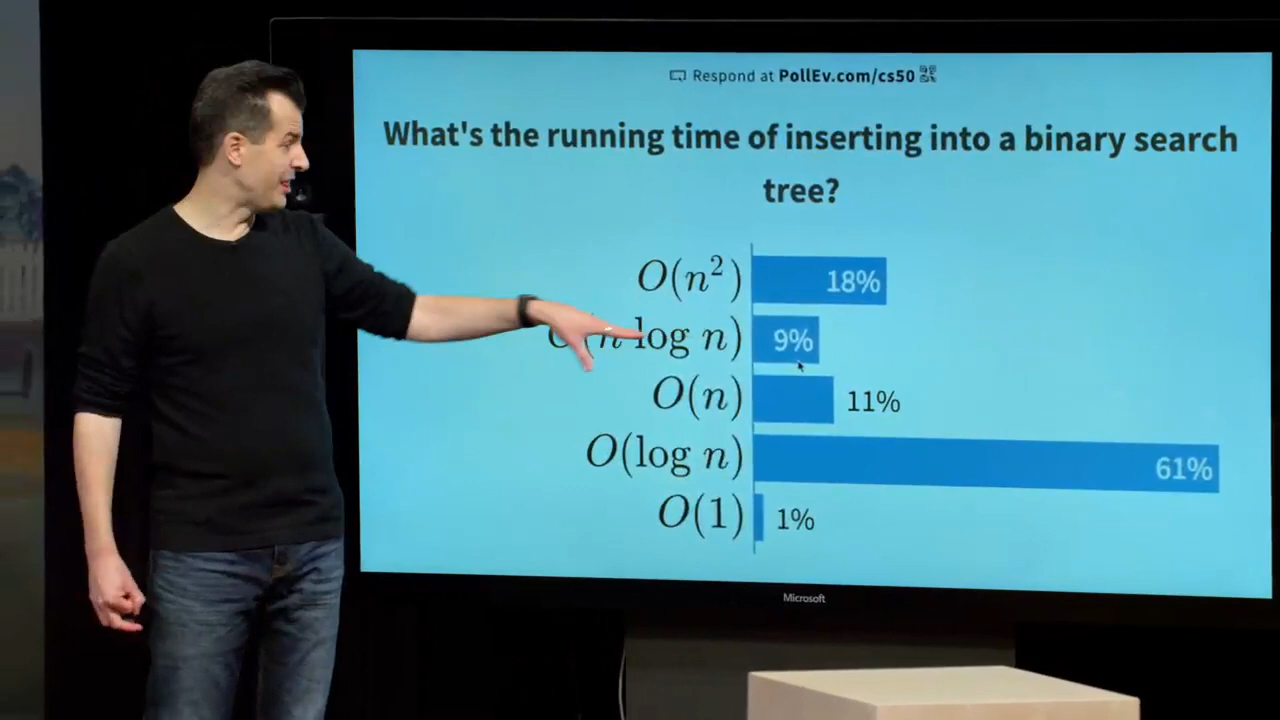 Respond at PollEv.com/cs50
What's the running time of inserting into a binary search
tree?
O(n²) 18%
log n) 9%
O(n) 11%
O(log n) 61%
O(1) 1%
Microsoft